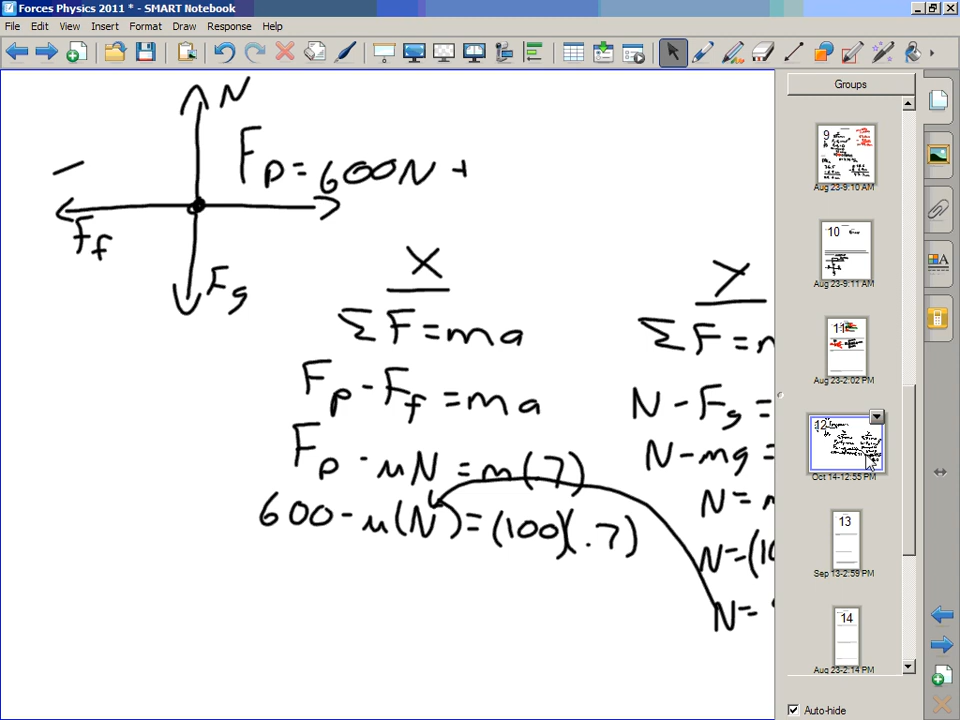 Forces Physics 2011 * - SMART Notebook
File Edit View Insert Format Tools Draw Response Help
Groups
N
Fp = 600N +
−
Ff
Fg
X
ΣF = ma
Fp - Ff = ma
Fp - μN = m(.7)
600 - μ(N) = (100)(.7)
Y
ΣF = m
N - Fg =
N - mg =
N = m
N = (10
N =
9
Aug 23-9:10 AM
10
Aug 23-9:11 AM
11
Aug 23-2:02 PM
12
Oct 14-12:55 PM
13
Sep 13-2:59 PM
14
Aug 23-2:14 PM
Auto-hide